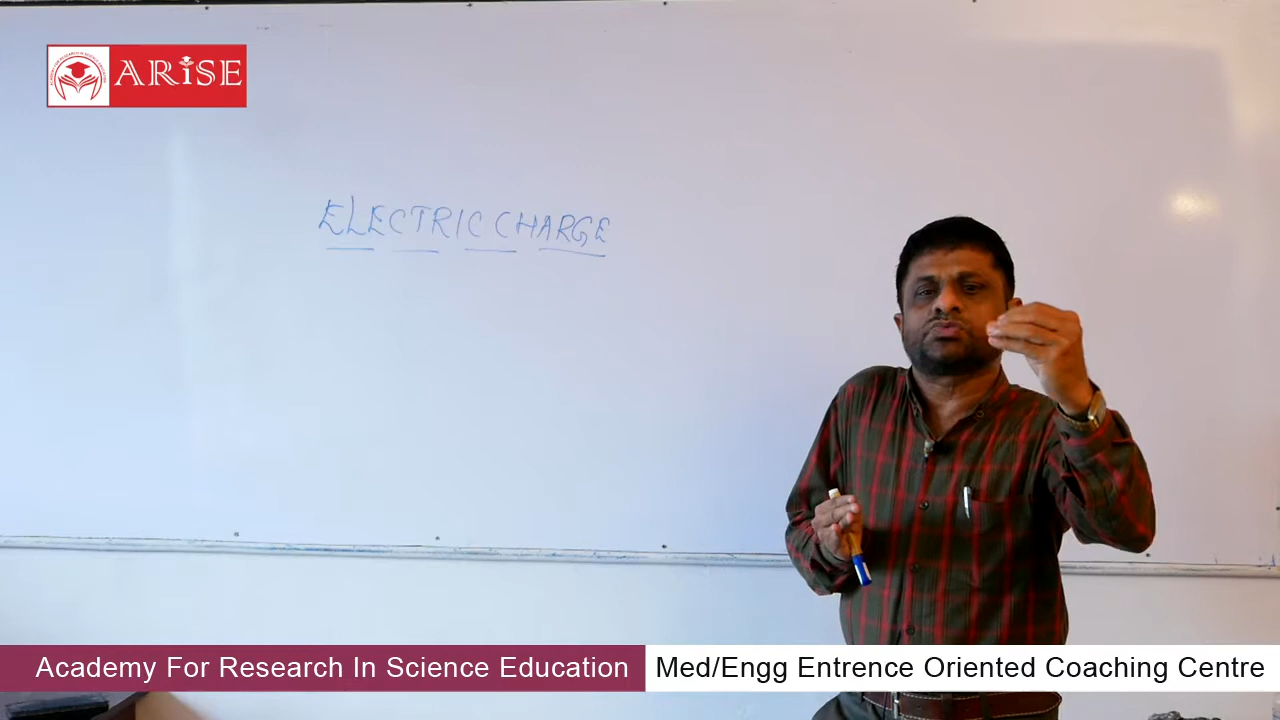 ARiSE
ELECTRIC CHARGE
Academy For Research In Science Education
Med/Engg Entrence Oriented Coaching Centre